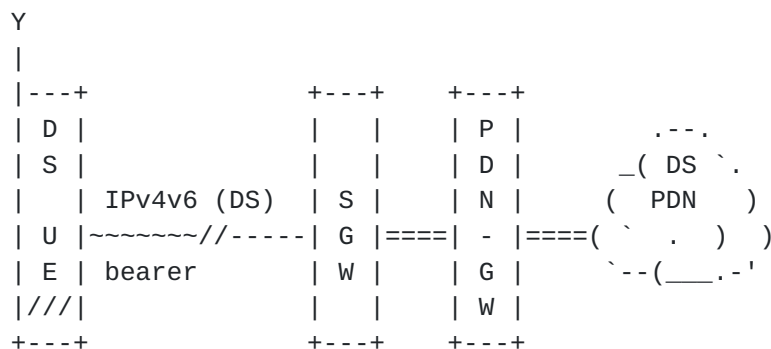 Y
|
|---+                +---+    +---+
| D |                |   |    | P |        .--.
| S |                |   |    | D |      _( DS `.
|   | IPv4v6 (DS)    | S |    | N |     (  PDN   )
| U |~~~~~~~//-----| G |====| - |====( `  .  )  )
| E | bearer         | W |    | G |     `--(___.-'
|///|                |   |    | W |
+---+                +---+    +---+